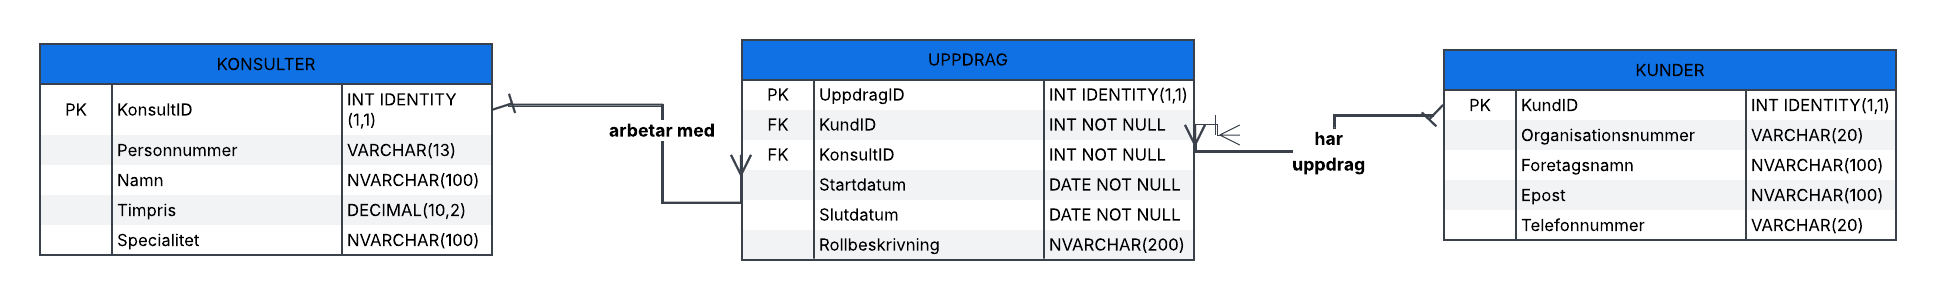 KONSULTER
PK KonsultID INT IDENTITY
(1,1)
Personnummer VARCHAR(13)
Namn NVARCHAR(100)
Timpris DECIMAL(10,2)
Specialitet NVARCHAR(100)
arbetar med
UPPDRAG
PK UppdragID INT IDENTITY(1,1)
FK KundID INT NOT NULL
FK KonsultID INT NOT NULL
Startdatum DATE NOT NULL
Slutdatum DATE NOT NULL
Rollbeskrivning NVARCHAR(200)
har
uppdrag
KUNDER
PK KundID INT IDENTITY(1,1)
Organisationsnummer VARCHAR(20)
Foretagsnamn NVARCHAR(100)
Epost NVARCHAR(100)
Telefonnummer VARCHAR(20)